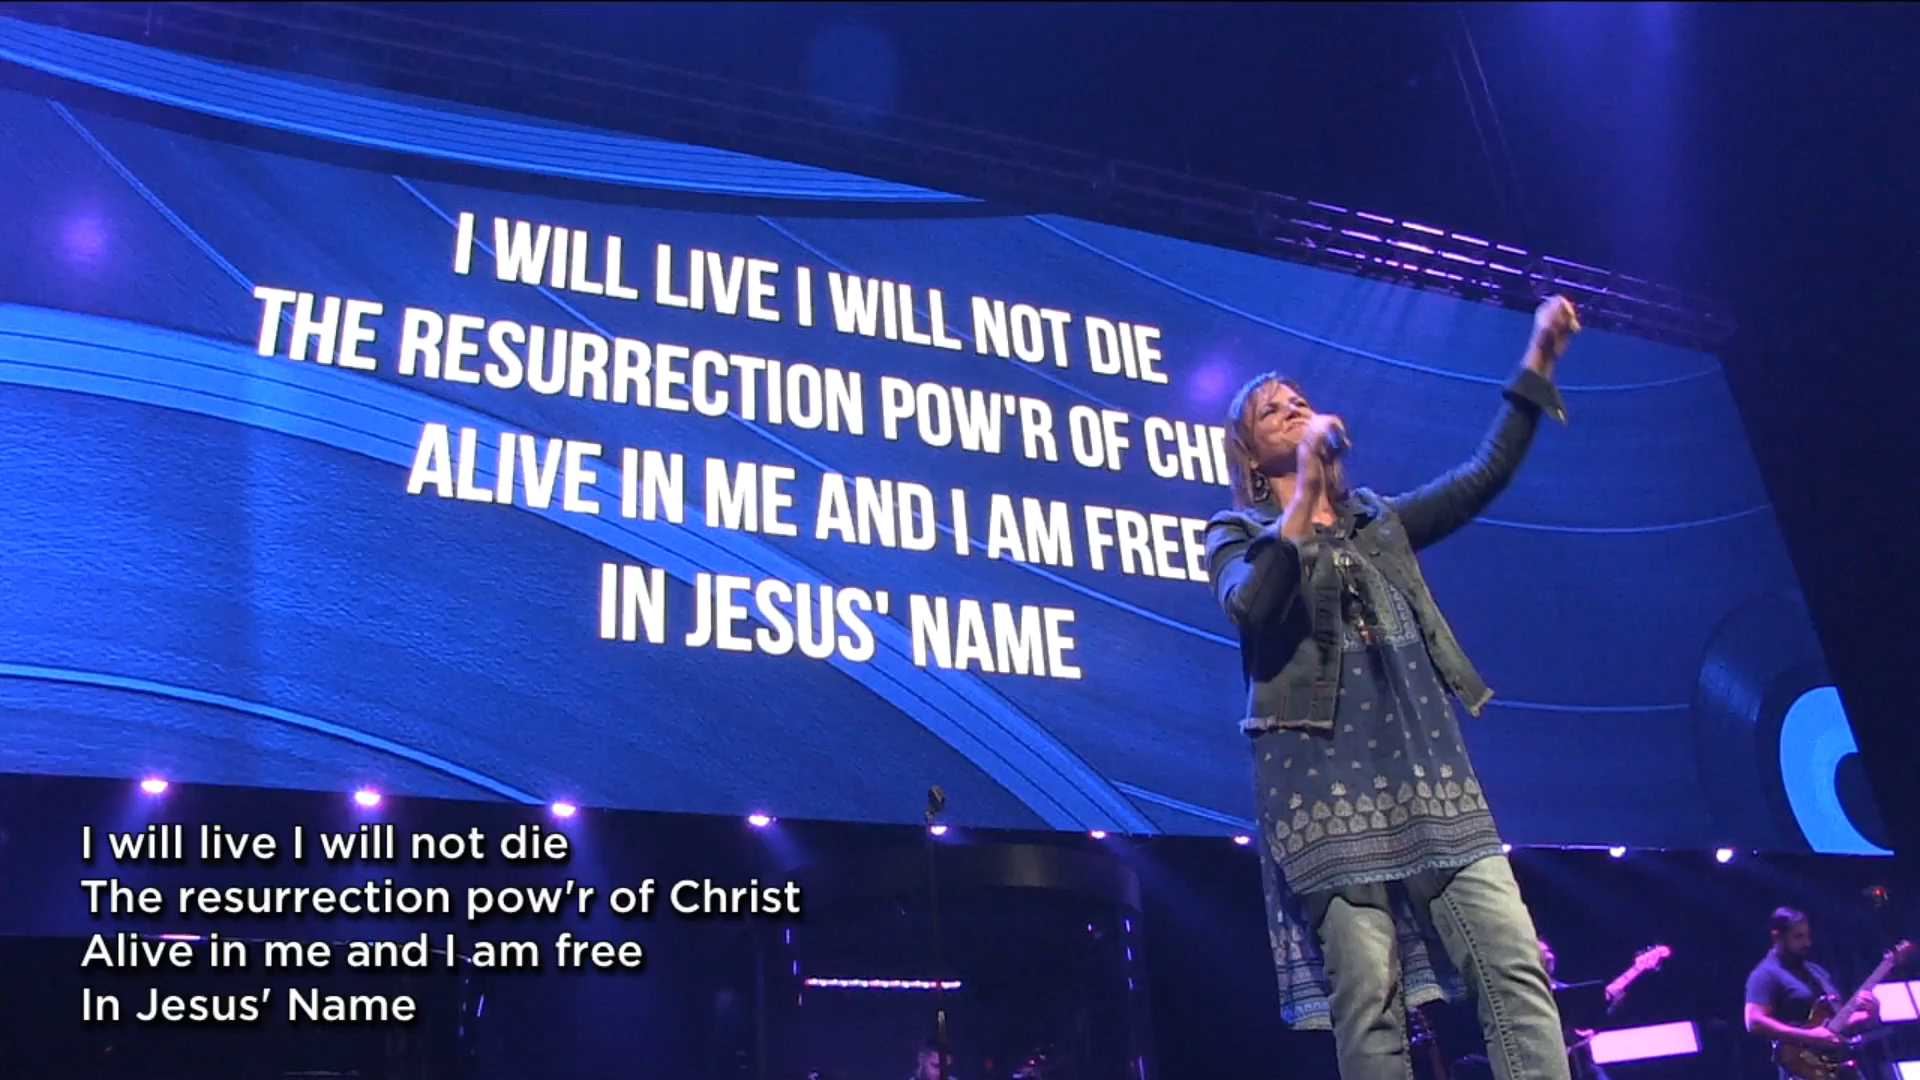 I WILL LIVE I WILL NOT DIE
THE RESURRECTION POW'R OF
ALIVE IN ME AND I AM FREE
IN JESUS' NAME
I will live I will not die
The resurrection pow'r of Christ
Alive in me and I am free
In Jesus' Name